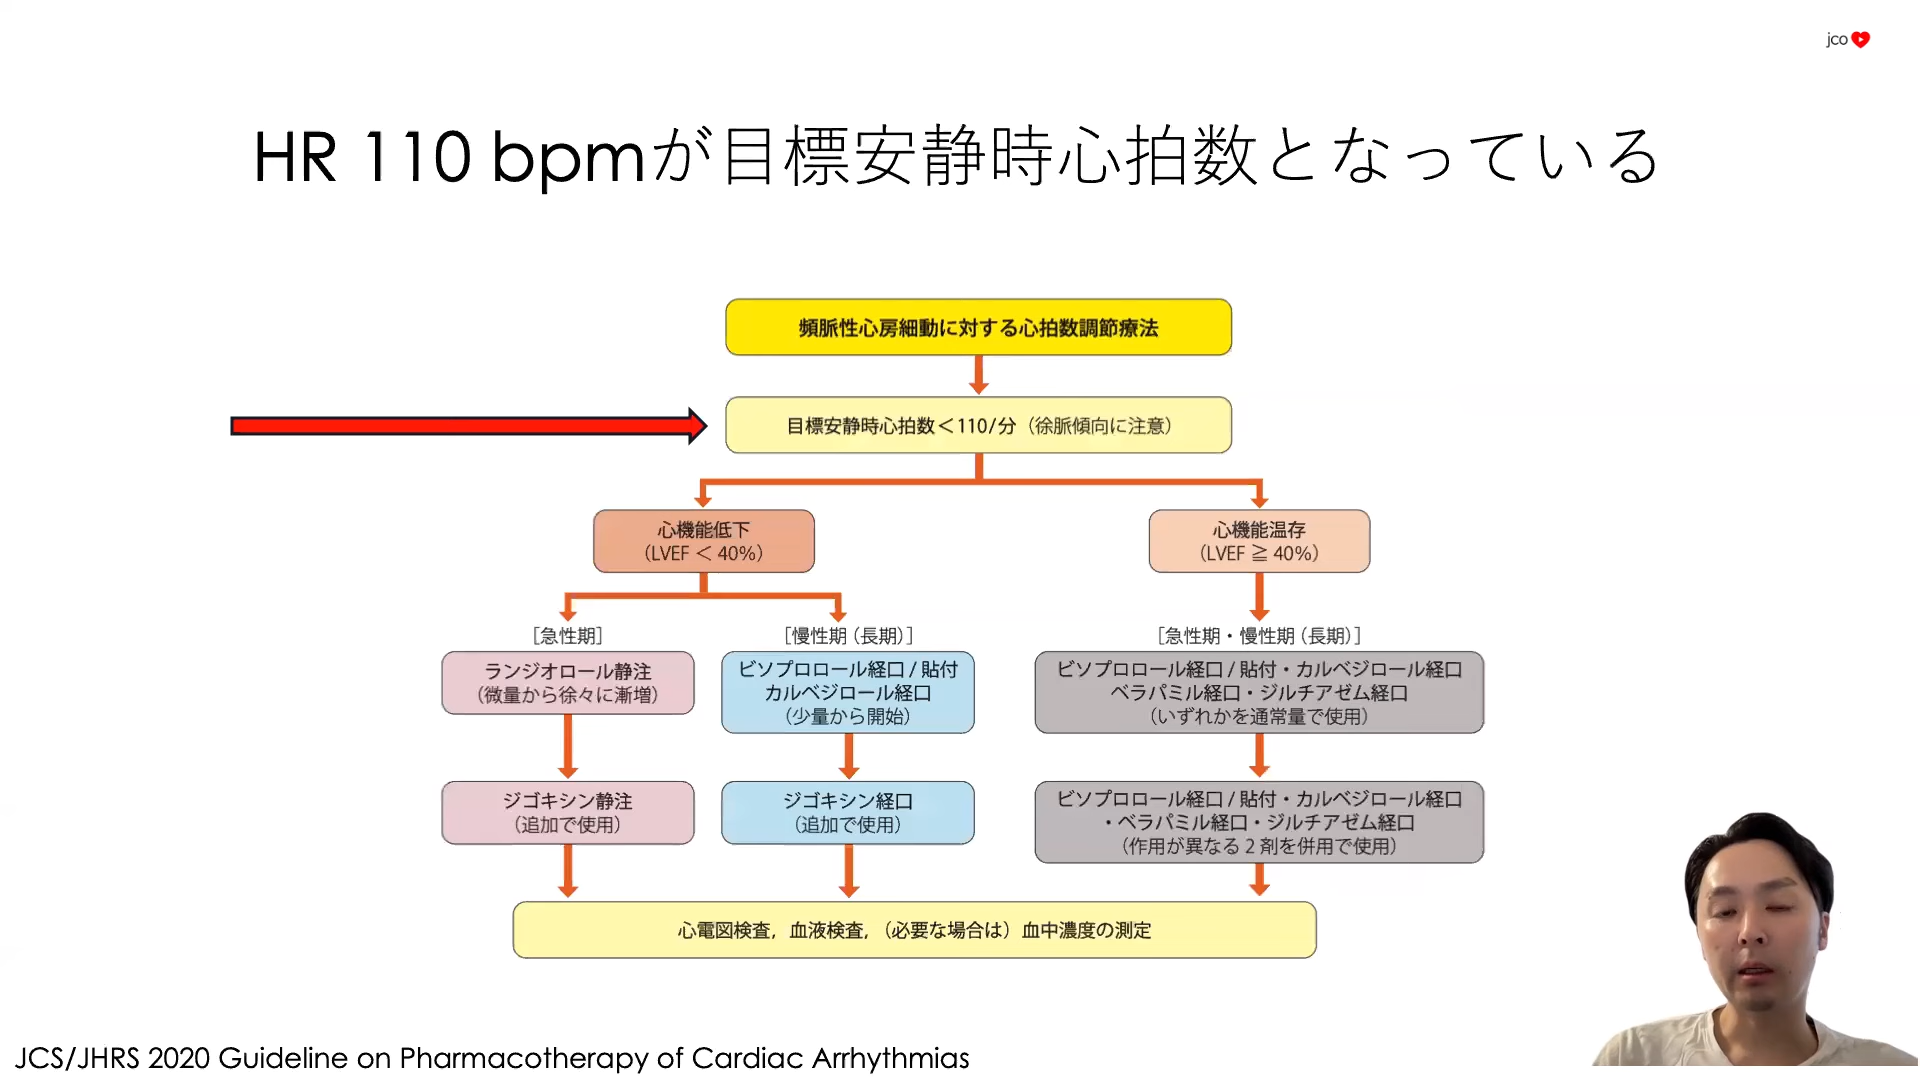 jco
HR 110 bpmが目標安静時心拍数となっている
頻脈性心房細動に対する心拍数調節療法
目標安静時心拍数＜110/分（徐脈傾向に注意）
心機能低下
（LVEF ＜ 40%）
心機能温存
（LVEF ≧ 40%）
［急性期］
［慢性期（長期）］
［急性期・慢性期（長期）］
ランジオロール静注
（微量から徐々に漸増）
ビソプロロール経口 / 貼付
カルベジロール経口
（少量から開始）
ビソプロロール経口 / 貼付・カルベジロール経口
ベラパミル経口・ジルチアゼム経口
（いずれかを通常量で使用）
ジゴキシン静注
（追加で使用）
ジゴキシン経口
（追加で使用）
ビソプロロール経口 / 貼付・カルベジロール経口
・ベラパミル経口・ジルチアゼム経口
（作用が異なる 2 剤を併用で使用）
心電図検査，血液検査，（必要な場合は）血中濃度の測定
JCS/JHRS 2020 Guideline on Pharmacotherapy of Cardiac Arrhythmias